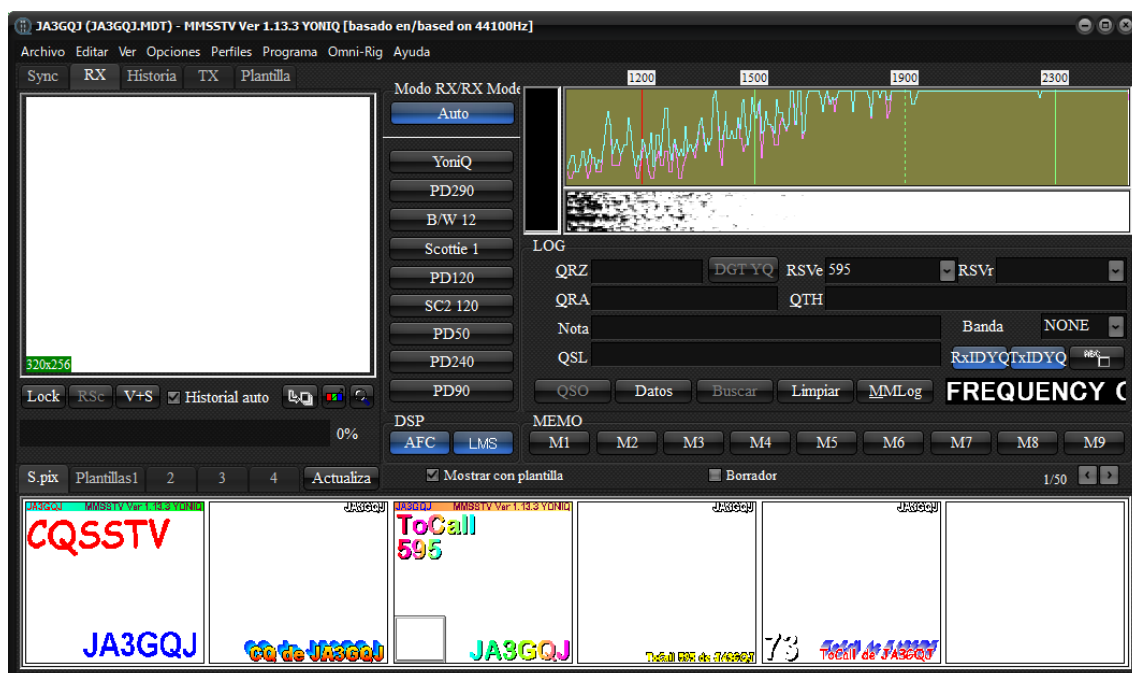 JA3GQJ (JA3GQJ.MDT) - MMSSTV Ver 1.13.3 YONIQ [basado en/based on 44100Hz]
Archivo Editar Ver Opciones Perfiles Programa Omni-Rig Ayuda
Sync RX Historia TX Plantilla
320x256
Lock RSc V+S Historial auto
0%
Modo RX/RX Mode
Auto
YoniQ
PD290
B/W 12
Scottie 1
PD120
SC2 120
PD50
PD240
PD90
DSP
AFC LMS
1200 1500 1900 2300
LOG
QRZ DGT YQ RSVe 595 RSVr
QRA QTH
Nota Banda NONE
QSL RxIDYQ TxIDYQ ABC
QSO Datos Buscar Limpiar MMLog FREQUENCY
MEMO
M1 M2 M3 M4 M5 M6 M7 M8 M9
S.pix Plantillas1 2 3 4 Actualiza Mostrar con plantilla Borrador 1/50
JA3GQJ MMSSTV Ver 1.13.3 YONIQ
CQSSTV
JA3GQJ
JA3GQJ
CQ de JA3GQJ
JA3GQJ MMSSTV Ver 1.13.3 YONIQ
ToCall
595
JA3GQJ
JA3GQJ
ToCall 595 de JA3GQJ
JA3GQJ
73 ToCall de JA3GQJ